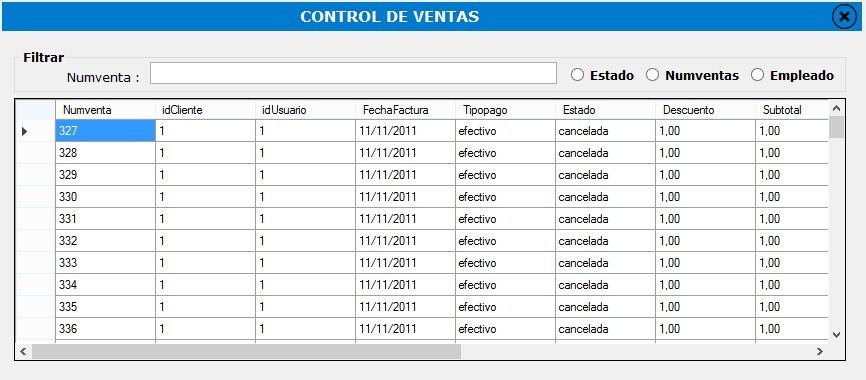 CONTROL DE VENTAS
Filtrar
Numventa : Estado Numventas Empleado
Numventa idCliente idUsuario FechaFactura Tipopago Estado Descuento Subtotal
327 1 1 11/11/2011 efectivo cancelada 1,00 1,00
328 1 1 11/11/2011 efectivo cancelada 1,00 1,00
329 1 1 11/11/2011 efectivo cancelada 1,00 1,00
330 1 1 11/11/2011 efectivo cancelada 1,00 1,00
331 1 1 11/11/2011 efectivo cancelada 1,00 1,00
332 1 1 11/11/2011 efectivo cancelada 1,00 1,00
333 1 1 11/11/2011 efectivo cancelada 1,00 1,00
334 1 1 11/11/2011 efectivo cancelada 1,00 1,00
335 1 1 11/11/2011 efectivo cancelada 1,00 1,00
336 1 1 11/11/2011 efectivo cancelada 1,00 1,00